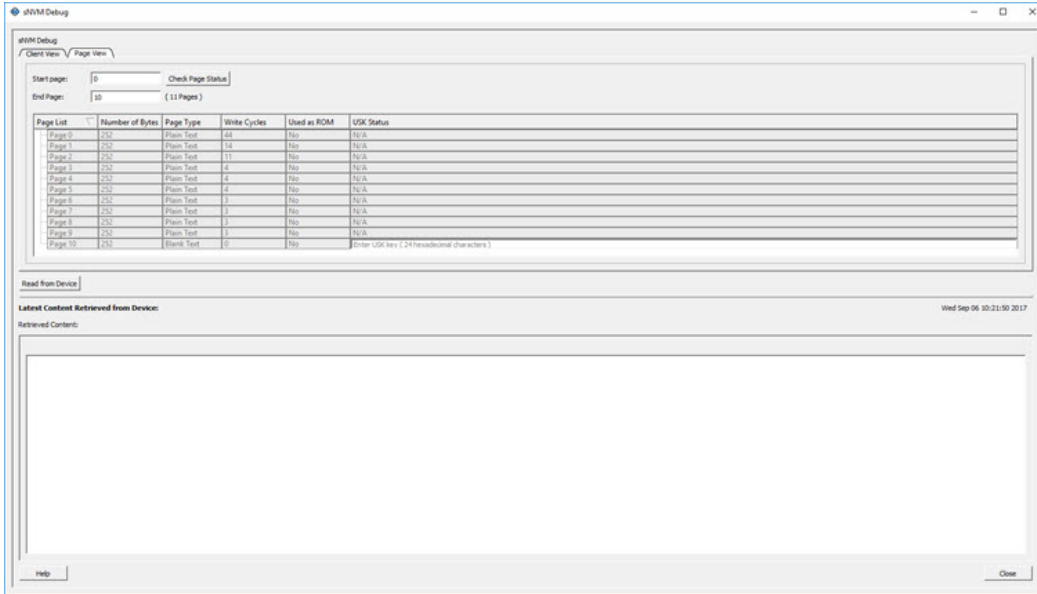 sNVM Debug
sNVM Debug
Client View Page View
Start page: 0 Check Page Status
End Page: 10 ( 11 Pages )
Page List Number of Bytes Page Type Write Cycles Used as ROM USK Status
Page 0 252 Plain Text 44 No N/A
Page 1 252 Plain Text 14 No N/A
Page 2 252 Plain Text 11 No N/A
Page 3 252 Plain Text 4 No N/A
Page 4 252 Plain Text 4 No N/A
Page 5 252 Plain Text 4 No N/A
Page 6 252 Plain Text 3 No N/A
Page 7 252 Plain Text 3 No N/A
Page 8 252 Plain Text 3 No N/A
Page 9 252 Plain Text 3 No N/A
Page 10 252 Blank Text 0 No Enter USK key ( 24 hexadecimal characters )
Read from Device
Latest Content Retrieved from Device: Wed Sep 06 10:21:50 2017
Retrieved Content:
Help Close